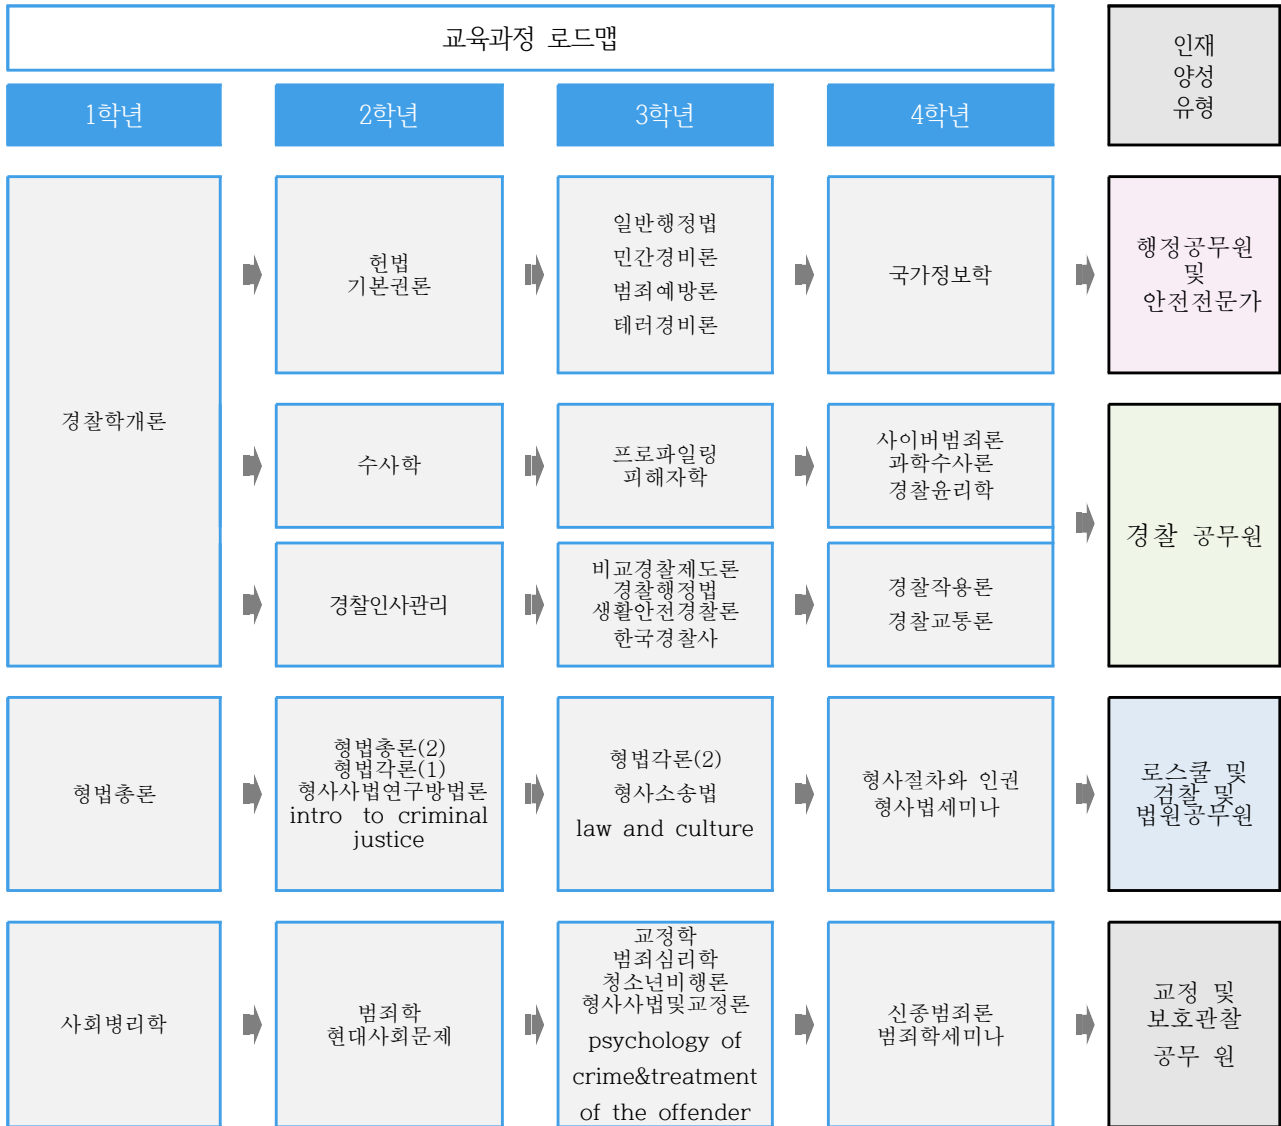 교육과정 로드맵
인재
양성
유형
1학년
2학년
3학년
4학년
경찰학개론
헌법
기본권론
일반행정법
민간경비론
범죄예방론
테러경비론
국가정보학
행정공무원
및
안전전문가
수사학
프로파일링
피해자학
사이버범죄론
과학수사론
경찰윤리학
경찰 공무원
경찰인사관리
비교경찰제도론
경찰행정법
생활안전경찰론
한국경찰사
경찰작용론
경찰교통론
형법총론
형법총론(2)
형법각론(1)
형사사법연구방법론
intro to criminal
justice
형법각론(2)
형사소송법
law and culture
형사절차와 인권
형사법세미나
로스쿨 및
검찰 및
법원공무원
사회병리학
범죄학
현대사회문제
교정학
범죄심리학
청소년비행론
형사사법및교정론
psychology of
crime&treatment
of the offender
신종범죄론
범죄학세미나
교정 및
보호관찰
공무 원